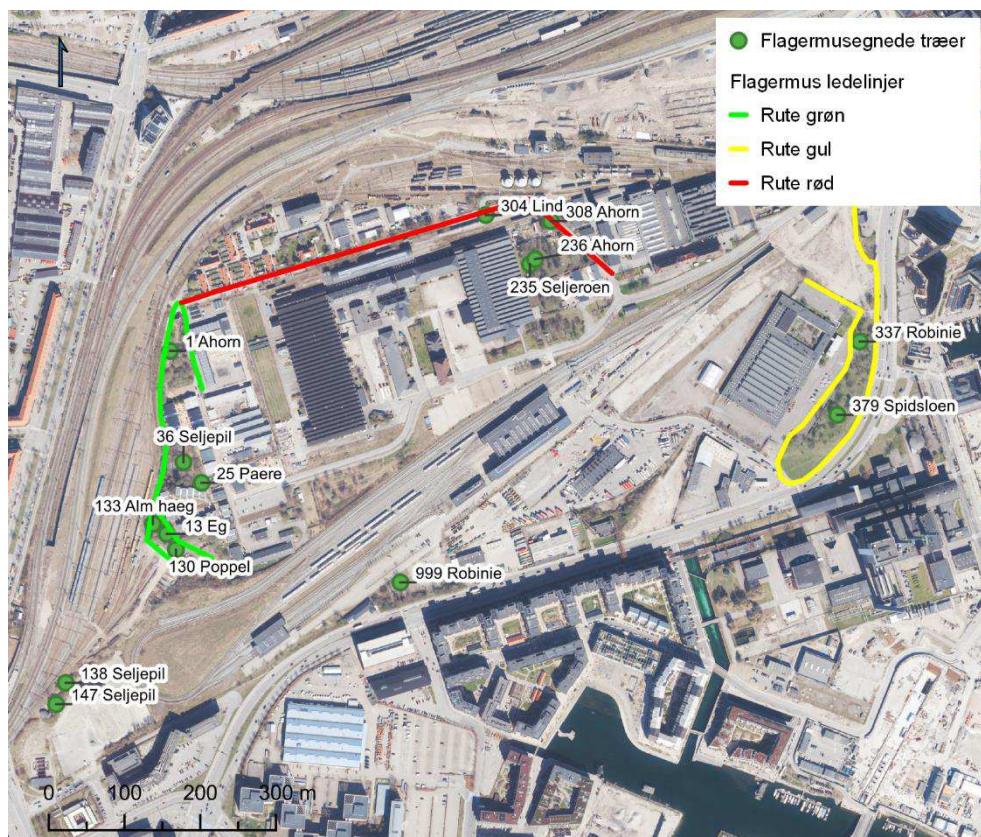 Flagermusegnede træer
Flagermus ledelinjer
Rute grøn
Rute gul
Rute rød
304 Lind
308 Ahorn
236 Ahorn
235 Seljeroen
337 Robinie
1 Ahorn
379 Spidsloen
36 Seljepil
25 Paere
133 Alm haeg
13 Eg
130 Poppel
999 Robinie
138 Seljepil
147 Seljepil
0 100 200 300 m